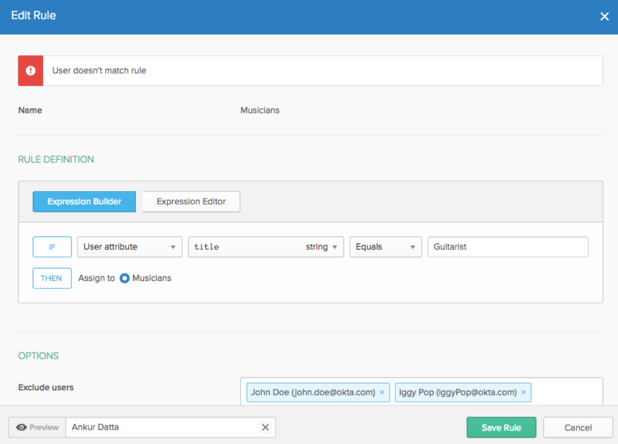 Edit Rule
User doesn't match rule
Name Musicians
RULE DEFINITION
Expression Builder Expression Editor
IF User attribute title string Equals Guitarist
THEN Assign to Musicians
OPTIONS
Exclude users John Doe (john.doe@okta.com) × Iggy Pop (iggyPop@okta.com) ×
Preview Ankur Datta Save Rule Cancel